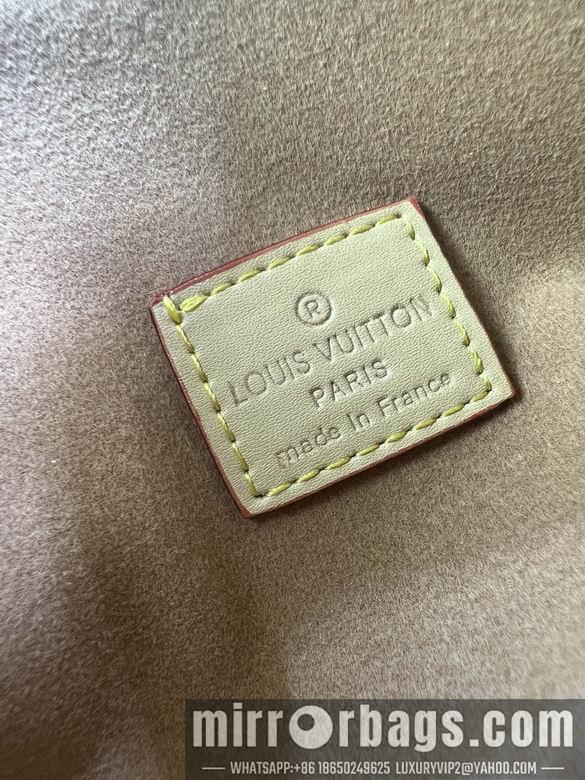 ®
LOUIS VUITTON
PARIS
made in France
mirrorbags.com
WHATSAPP:+86 18650249625 LUXURYVIP2@YAHOO.COM